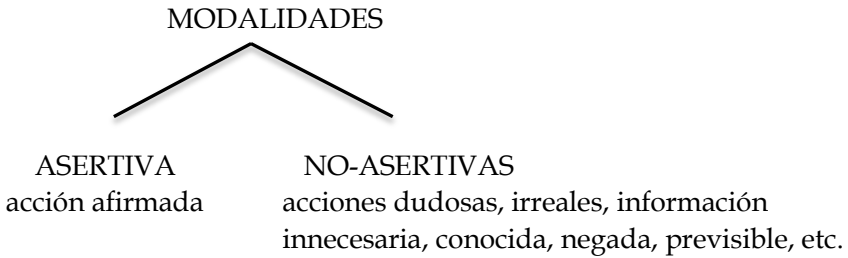 MODALIDADES
ASERTIVA
acción afirmada
NO-ASERTIVAS
acciones dudosas, irreales, información
innecesaria, conocida, negada, previsible, etc.